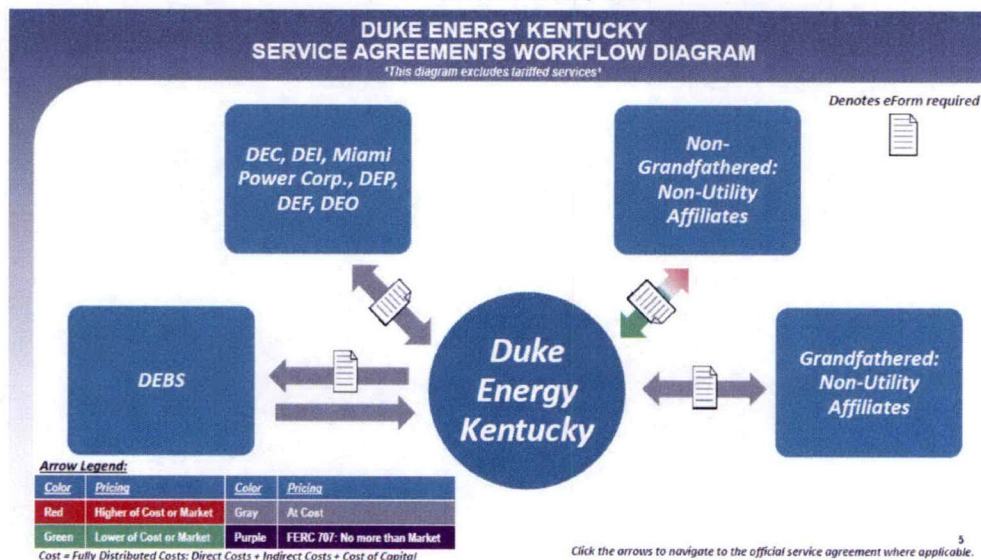 DUKE ENERGY KENTUCKY
SERVICE AGREEMENTS WORKFLOW DIAGRAM
*This diagram excludes tariffed services*
Denotes eForm required
DEC, DEI, Miami
Power Corp., DEP,
DEF, DEO
Non-
Grandfathered:
Non-Utility
Affiliates
DEBS
Duke
Energy
Kentucky
Grandfathered:
Non-Utility
Affiliates
Arrow Legend:
Color Pricing Color Pricing
Red Higher of Cost or Market Gray At Cost
Green Lower of Cost or Market Purple FERC 707: No more than Market
Cost = Fully Distributed Costs: Direct Costs + Indirect Costs + Cost of Capital
5
Click the arrows to navigate to the official service agreement where applicable.